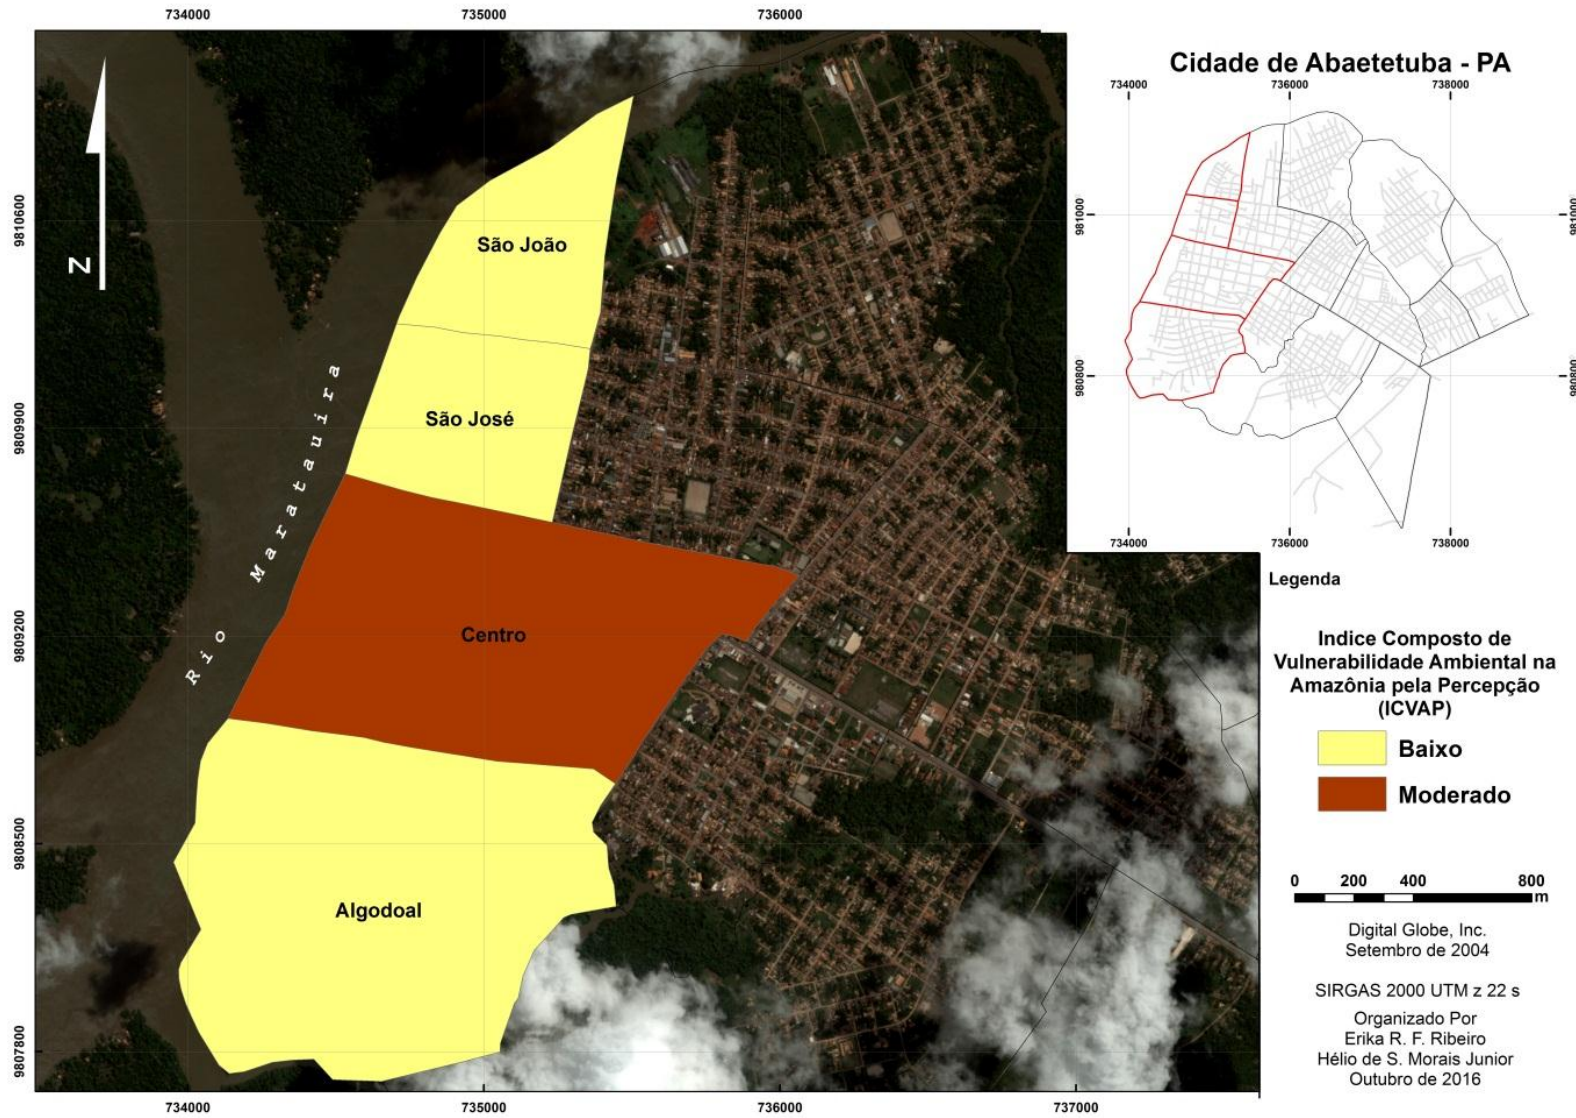 734000
735000
736000
Cidade de Abaetetuba - PA
734000
736000
738000
981000
981000
980800
980800
734000
736000
738000
9810600
9809900
9809200
9808500
9807800
Z
São João
São José
Rio Maratauira
Centro
Algodoal
Legenda
Indice Composto de
Vulnerabilidade Ambiental na
Amazônia pela Percepção
(ICVAP)
Baixo
Moderado
0 200 400 800
m
Digital Globe, Inc.
Setembro de 2004
SIRGAS 2000 UTM z 22 s
Organizado Por
Erika R. F. Ribeiro
Hélio de S. Morais Junior
Outubro de 2016
734000
735000
736000
737000